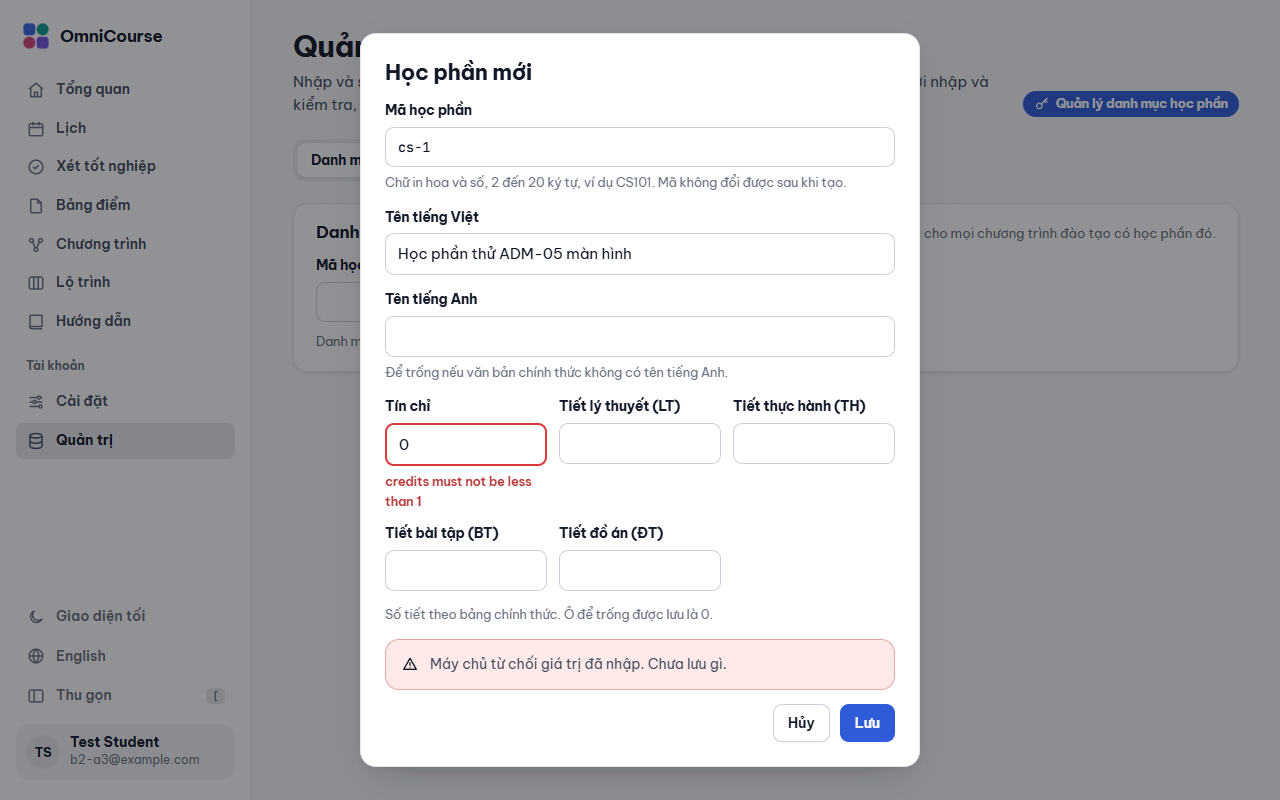 OmniCourse
Tổng quan
Lịch
Xét tốt nghiệp
Bảng điểm
Chương trình
Lộ trình
Hướng dẫn
Tài khoản
Cài đặt
Quản trị
Giao diện tối
English
Thu gọn [
TS
Test Student
b2-a3@example.com
Nhập và
nhập và
kiểm tra,
Quản lý danh mục học phần
cho mọi chương trình đào tạo có học phần đó.
Học phần mới
Mã học phần
cs-1
Chữ in hoa và số, 2 đến 20 ký tự, ví dụ CS101. Mã không đổi được sau khi tạo.
Tên tiếng Việt
Học phần thử ADM-05 màn hình
Tên tiếng Anh
Để trống nếu văn bản chính thức không có tên tiếng Anh.
Tín chỉ
Tiết lý thuyết (LT)
Tiết thực hành (TH)
0
credits must not be less
than 1
Tiết bài tập (BT)
Tiết đồ án (ĐT)
Số tiết theo bảng chính thức. Ô để trống được lưu là 0.
Máy chủ từ chối giá trị đã nhập. Chưa lưu gì.
Hủy
Lưu